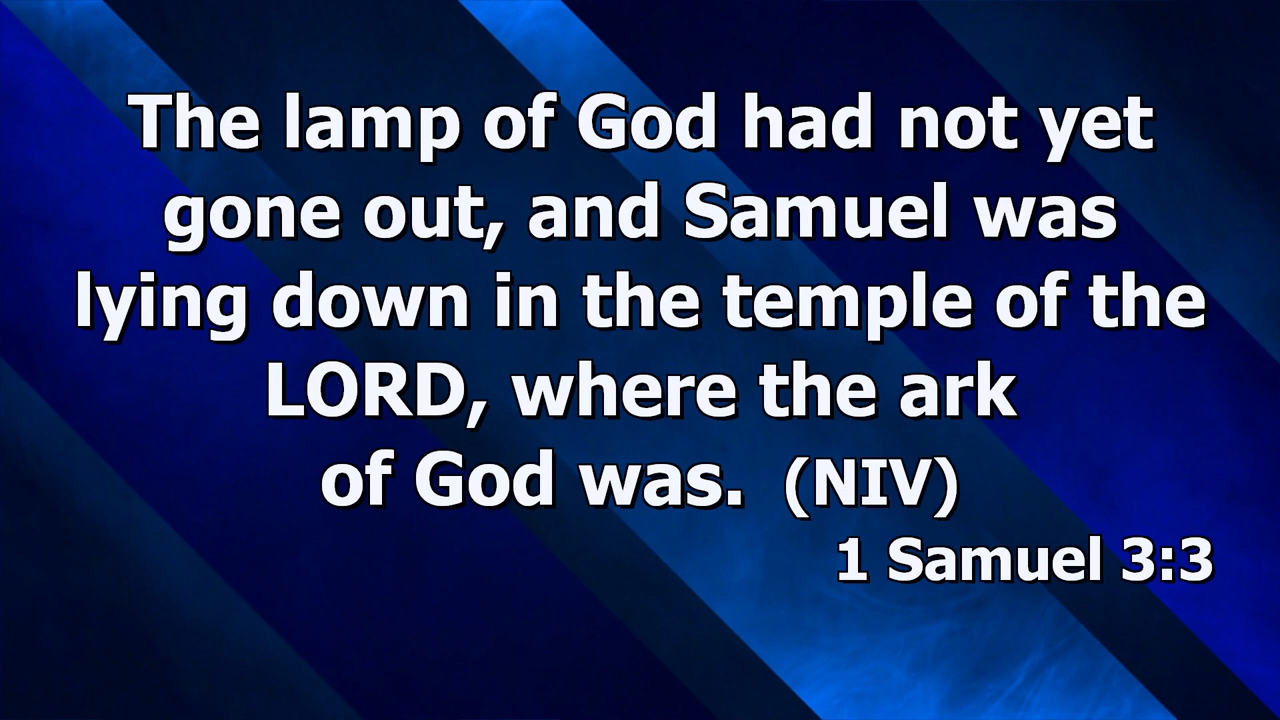 The lamp of God had not yet
gone out, and Samuel was
lying down in the temple of the
LORD, where the ark
of God was. (NIV)
1 Samuel 3:3